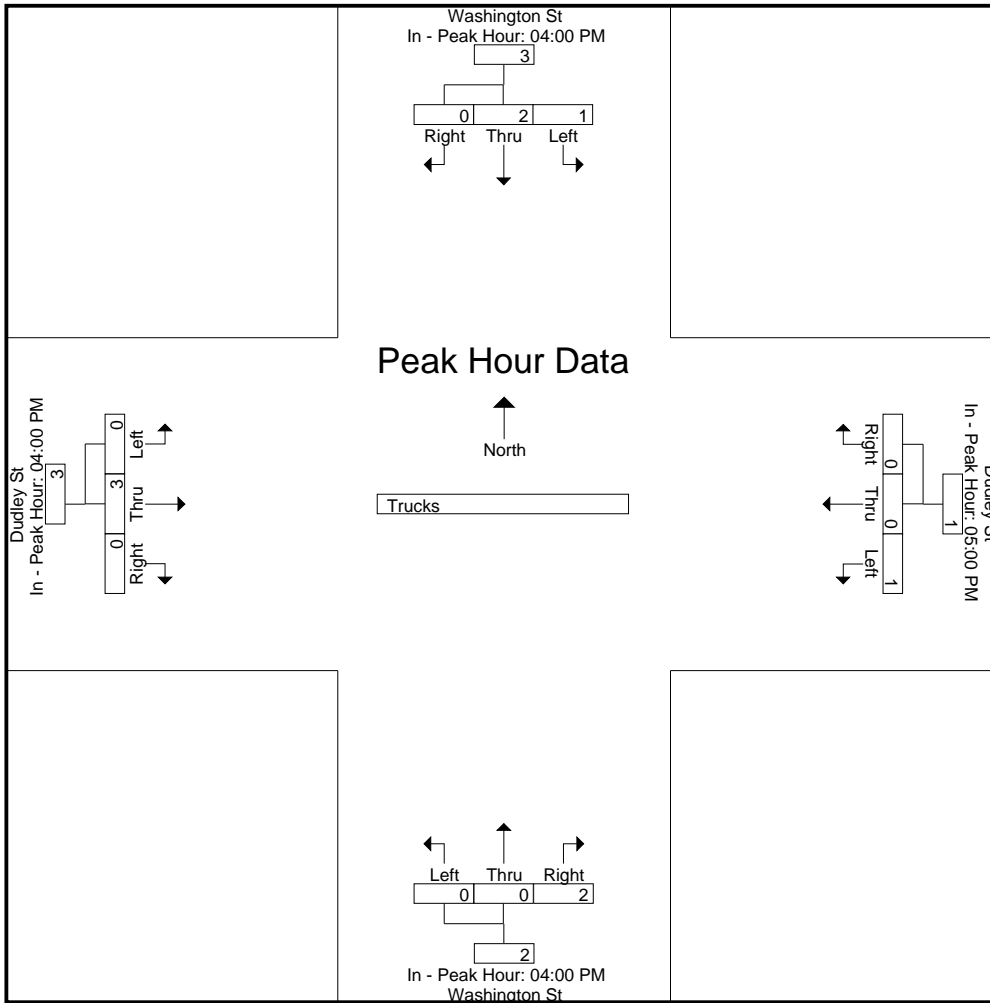 Washington St
In - Peak Hour: 04:00 PM
3
0 2 1
Right Thru Left
Peak Hour Data
North
Trucks
Dudley St
In - Peak Hour: 04:00 PM
3
0 3 0
Left Thru Right
Dudley St
In - Peak Hour: 05:00 PM
1
0 0 1
Right Thru Left
Left Thru Right
0 0 2
2
In - Peak Hour: 04:00 PM
Washington St